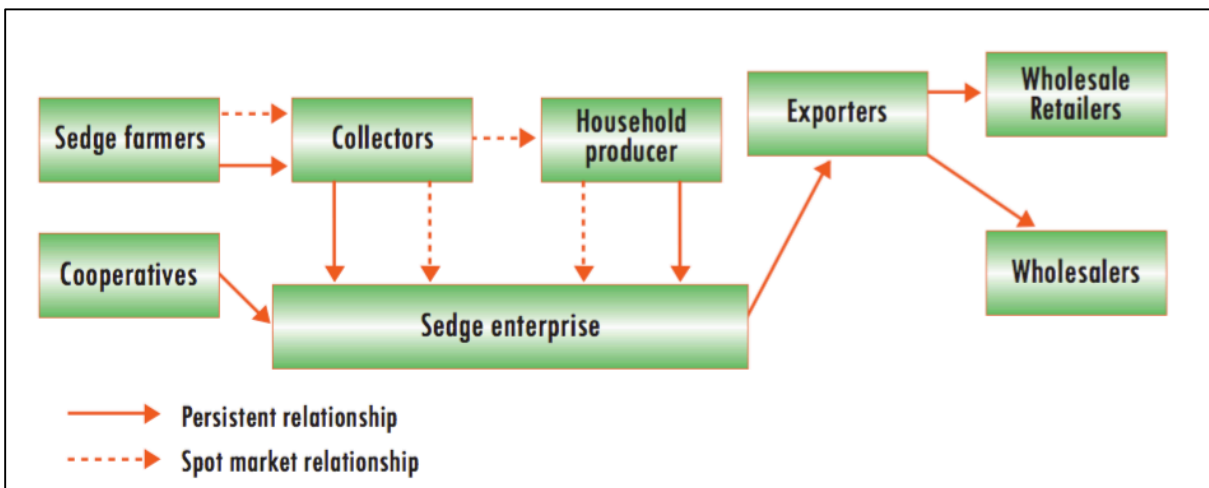 Sedge farmers
Collectors
Household
producer
Exporters
Wholesale
Retailers
Cooperatives
Sedge enterprise
Wholesalers
Persistent relationship
Spot market relationship